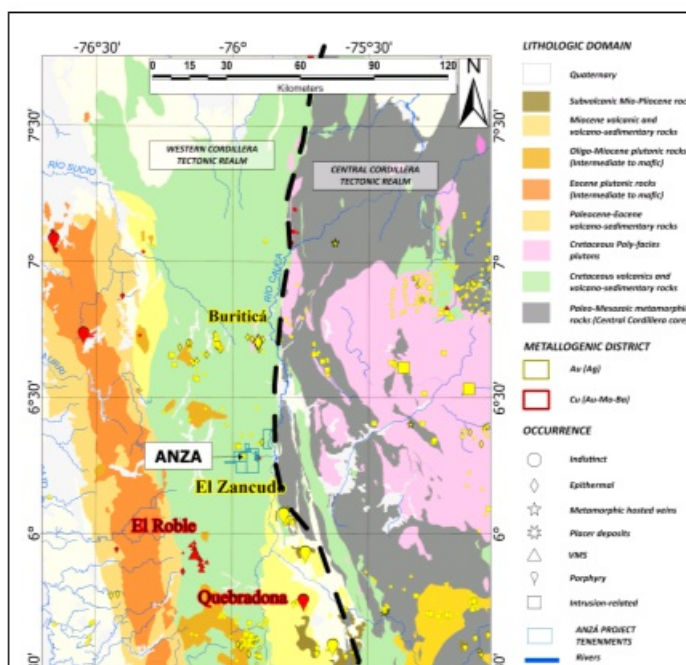 -76°30'
-76°
-75°30'
0
15
30
60
90
120
Kilometers
N
7°30'
7°30'
WESTERN CORDILLERA
TECTONIC REALM
CENTRAL CORDILLERA
TECTONIC REALM
RIO SUCIO
7°
7°
RIO CAUCA
Buriticá
6°30'
6°30'
ANZA
El Zancudo
6°
6°
El Roble
Quebradona
LITHOLOGIC DOMAIN
Quaternary
Subvolcanic Mio-Pliocene rock
Miocene volcanic and
volcano-sedimentary rocks
Oligo-Miocene plutonic rocks
(Intermediate to mafic)
Eocene plutonic rocks
(Intermediate to mafic)
Paleocene-Eocene
volcano-sedimentary rocks
Cretaceous Poly-facies
plutons
Cretaceous volcanics and
volcano-sedimentary rocks
Paleo-Mesozoic metamorphi
rocks (Central Cordillera core)
METALLOGENIC DISTRICT
Au (Ag)
Cu (Au-Mo-Ba)
OCCURRENCE
Indistinct
Epithermal
Metamorphic hosted veins
Placer deposits
VMS
Porphyry
Intrusion-related
ANZÁ PROJECT
TENENMENTS
Rivers